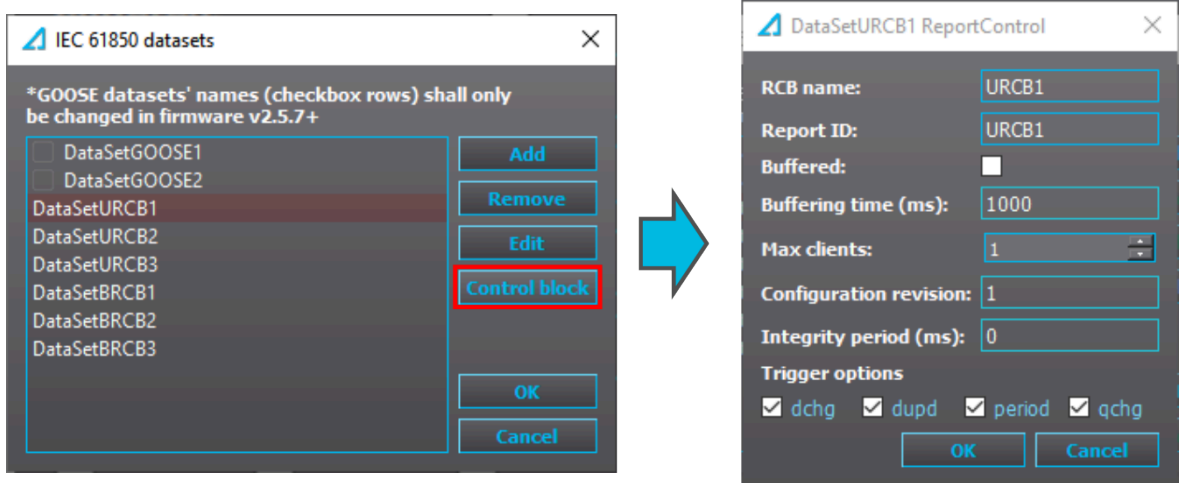 IEC 61850 datasets
*GOOSE datasets' names (checkbox rows) shall only
be changed in firmware v2.5.7+
DataSetGOOSE1
DataSetGOOSE2
DataSetURCB1
DataSetURCB2
DataSetURCB3
DataSetBRCB1
DataSetBRCB2
DataSetBRCB3
Add
Remove
Edit
Control block
OK
Cancel
DataSetURCB1 ReportControl
RCB name: URCB1
Report ID: URCB1
Buffered:
Buffering time (ms): 1000
Max clients: 1
Configuration revision: 1
Integrity period (ms): 0
Trigger options
dchg dupd period qchg
OK Cancel